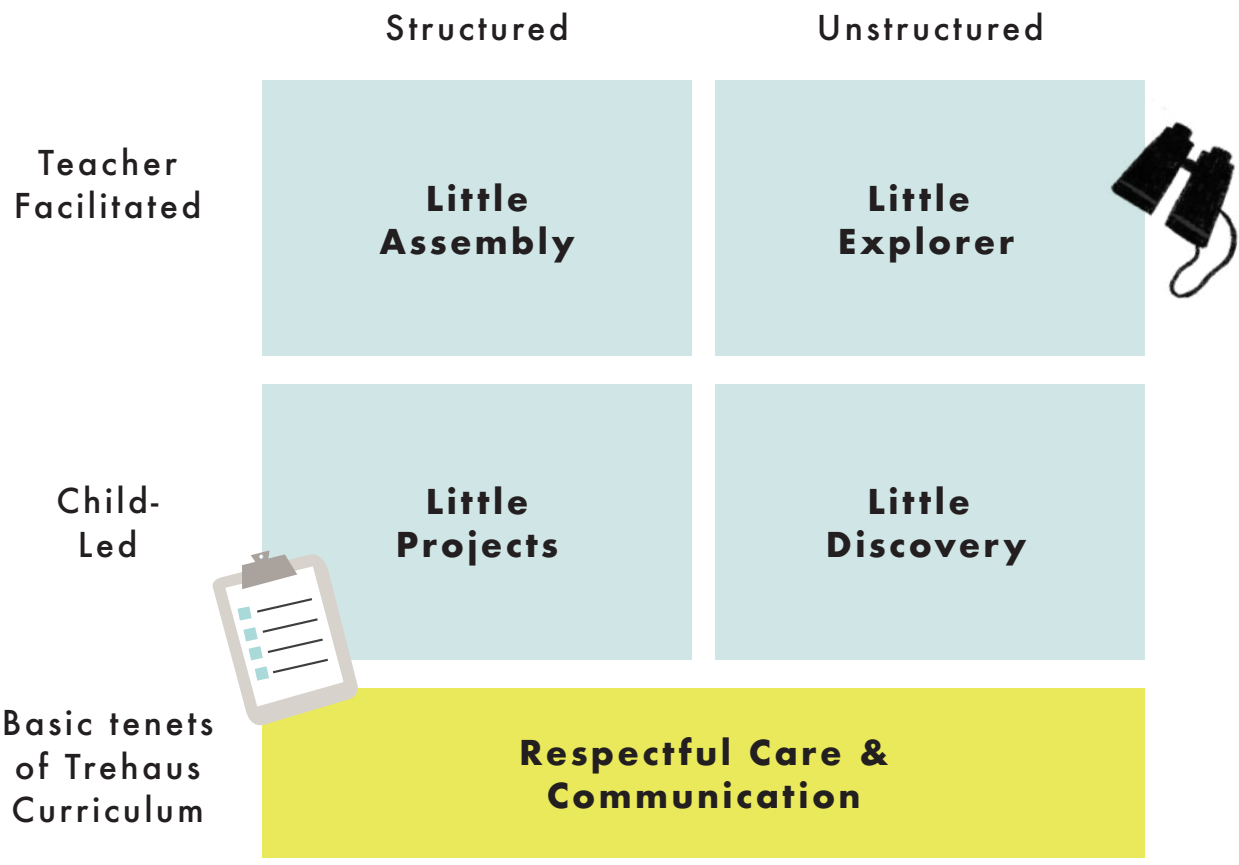 Structured
Unstructured
Teacher
Facilitated
Little
Assembly
Little
Explorer
Child-
Led
Little
Projects
Little
Discovery
Basic tenets
of Trehaus
Curriculum
Respectful Care &
Communication